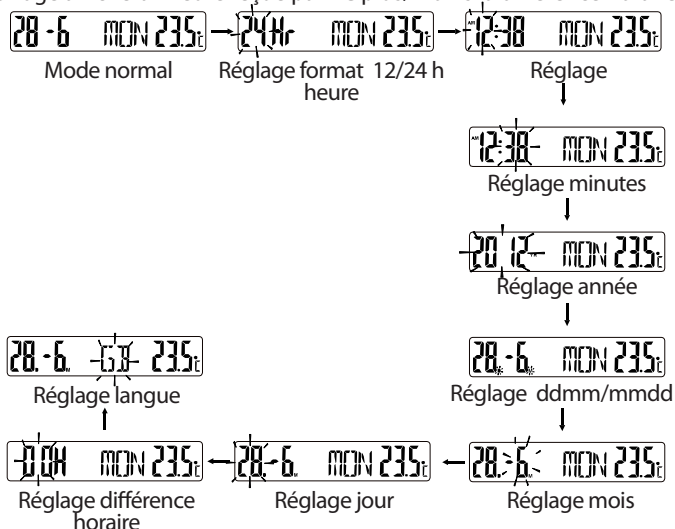 28 -6 MON 23.5°C
Mode normal
24Hr MON 23.5°C
Réglage format 12/24 h
heure
AM 12:38 MON 23.5°C
Réglage
AM 12:38 MON 23.5°C
Réglage minutes
2012 MON 23.5°C
Réglage année
28. -6. MON 23.5°C
Réglage ddmm/mmdd
28. -6. MON 23.5°C
Réglage mois
28 -6. MON 23.5°C
Réglage jour
0.0H MON 23.5°C
Réglage différence
horaire
28. -6. GB 23.5°C
Réglage langue